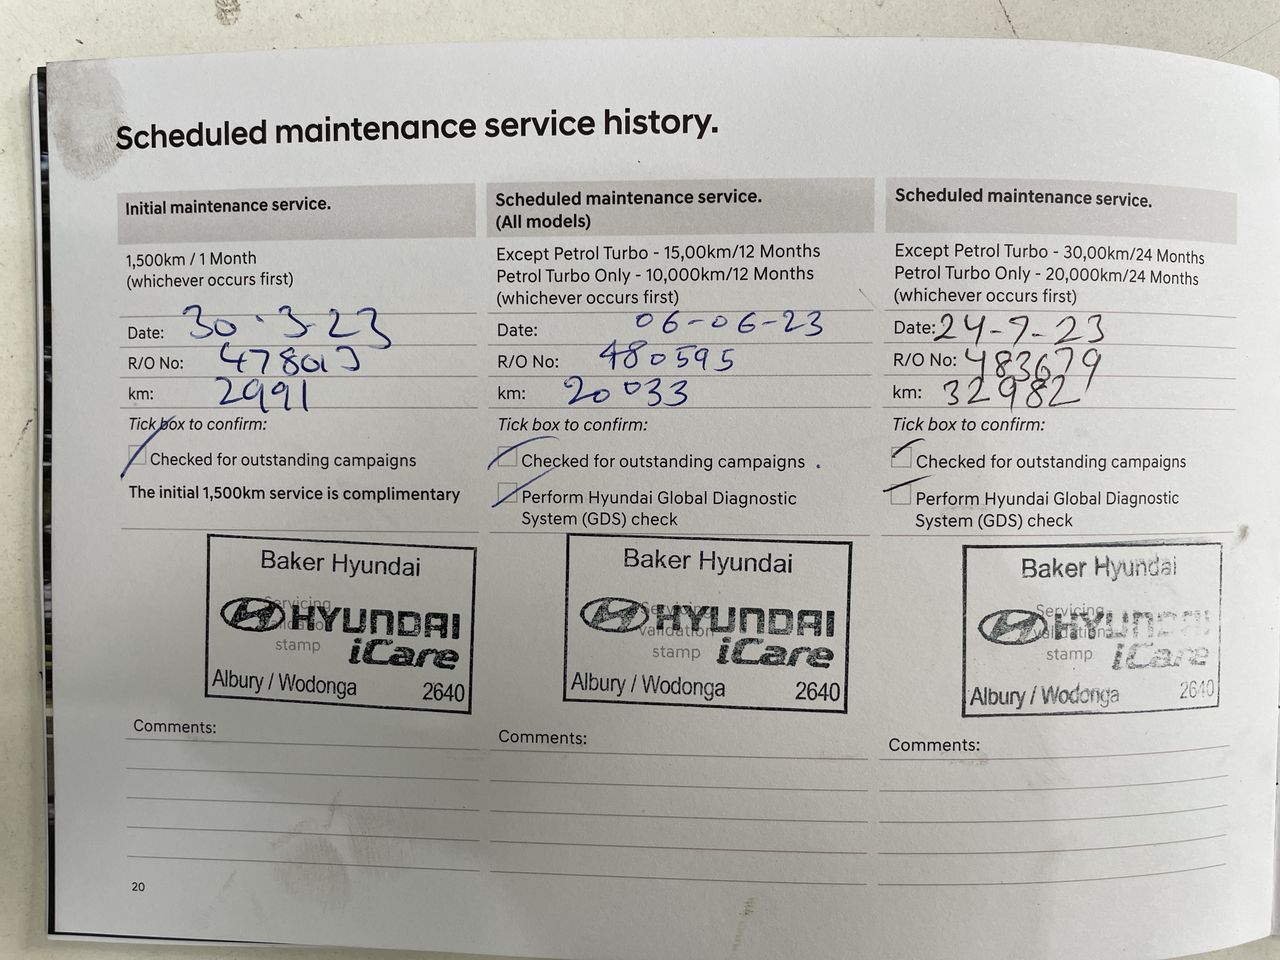 Scheduled maintenance service history.
Initial maintenance service.
1,500km / 1 Month
(whichever occurs first)
Date: 30.3.23
R/O No:
km: 2991
Tick box to confirm:
Checked for outstanding campaigns
The initial 1,500km service is complimentary
Baker Hyundai
Servicing
HYUNDAI
stamp
iCare
Albury / Wodonga 2640
Comments:
Scheduled maintenance service.
(All models)
Except Petrol Turbo - 15,00km/12 Months
Petrol Turbo Only - 10,000km/12 Months
(whichever occurs first)
Date: 06-06-23
R/O No: 480595
km: 20033
Tick box to confirm:
Checked for outstanding campaigns
Perform Hyundai Global Diagnostic
System (GDS) check
Baker Hyundai
Servicing
HYUNDAI
validation
stamp
iCare
Albury / Wodonga 2640
Comments:
Scheduled maintenance service.
Except Petrol Turbo - 30,00km/24 Months
Petrol Turbo Only - 20,000km/24 Months
(whichever occurs first)
Date: 24-7-23
R/O No: 483679
km: 32982
Tick box to confirm:
Checked for outstanding campaigns
Perform Hyundai Global Diagnostic
System (GDS) check
Baker Hyundai
Servicing
HYUNDAI
validation
stamp
iCare
Albury / Wodonga 2640
Comments:
20